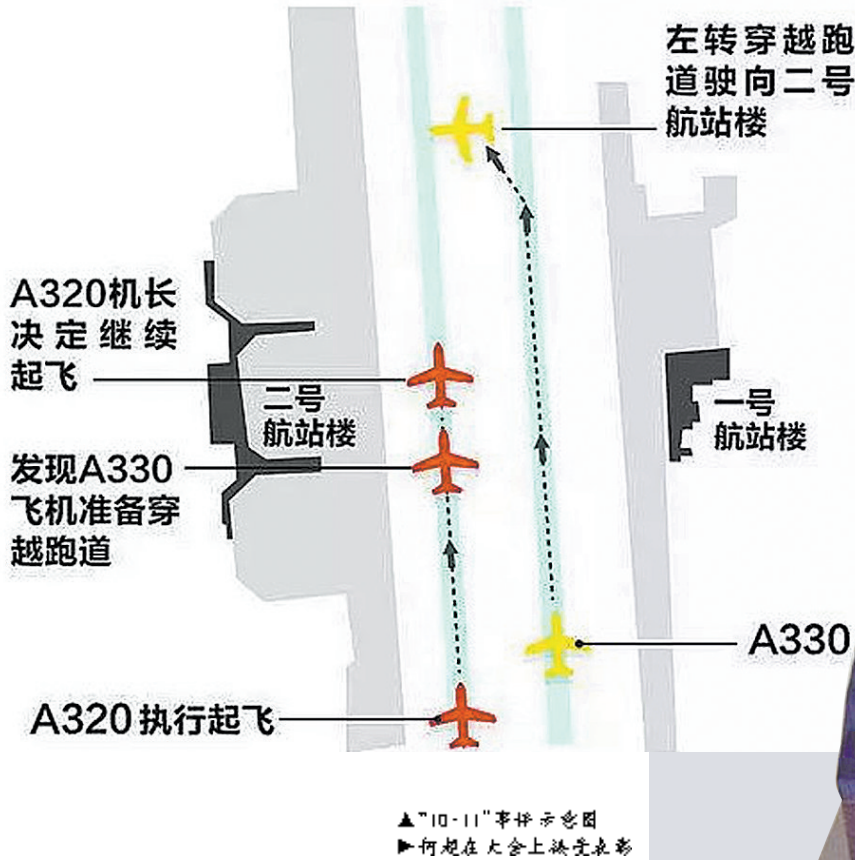 左转穿越跑
道驶向二号
航站楼
A320机长
决定继续
起飞
二号
航站楼
一号
航站楼
发现A330
飞机准备穿
越跑道
A330
A320执行起飞
▲"10·11"事件示意图
▶何超在大会上接受表彰